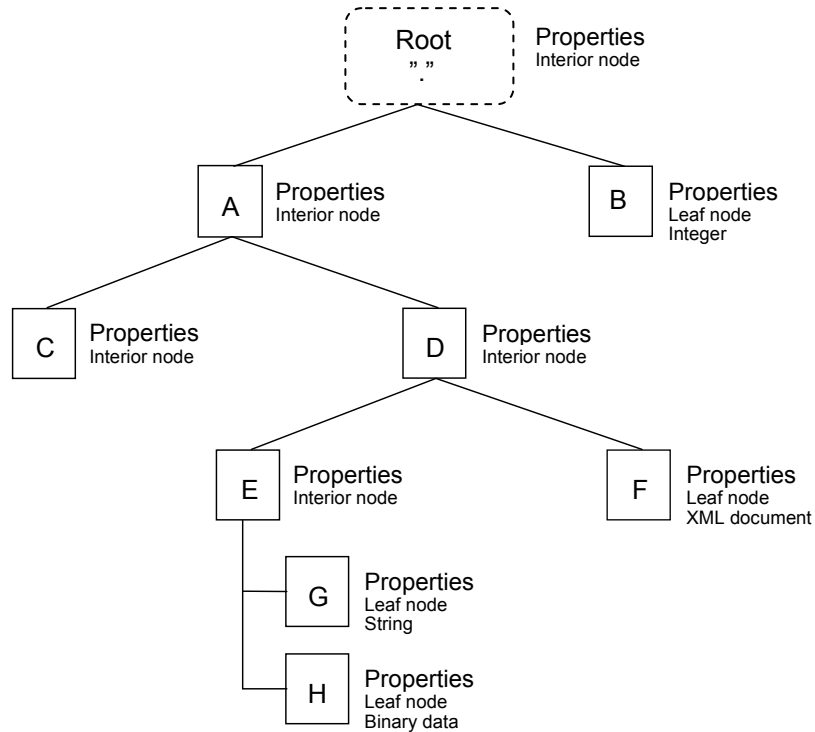 Root
"."
Properties
Interior node
A
Properties
Interior node
B
Properties
Leaf node
Integer
C
Properties
Interior node
D
Properties
Interior node
E
Properties
Interior node
F
Properties
Leaf node
XML document
G
Properties
Leaf node
String
H
Properties
Leaf node
Binary data